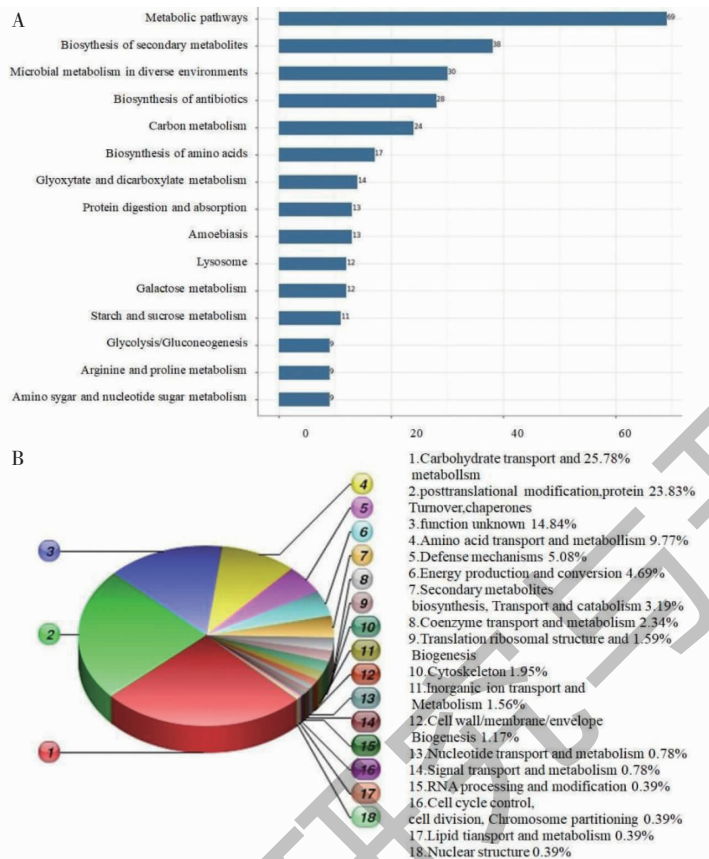 A
Metabolic pathways
69
Biosythesis of secondary metabolites
38
Microbial metabolism in diverse environments
30
Biosynthesis of antibiotics
28
Carbon metabolism
24
Biosynthesis of amino acids
17
Glyoxytate and dicarboxylate metabolism
14
Protein digestion and absorption
13
Amoebiasis
13
Lysosome
12
Galactose metabolism
12
Starch and sucrose metabolism
11
Glycolysis/Gluconeogenesis
9
Arginine and proline metabolism
9
Amino sygar and nucleotide sugar metabolism
9
0 20 40 60
B
1
2
3
4
5
6
7
8
9
10
11
12
13
14
15
16
17
18
1.Carbohydrate transport and 25.78%
metabollsm
2.posttranslational modification,protein 23.83%
Turnover,chaperones
3.function unknown 14.84%
4.Amino acid transport and metabollism 9.77%
5.Defense mechanisms 5.08%
6.Energy production and conversion 4.69%
7.Secondary metabolites
biosynthesis, Transport and catabolism 3.19%
8.Coenzyme transport and metabolism 2.34%
9.Translation ribosomal structure and 1.59%
Biogenesis
10.Cytoskeleton 1.95%
11.Inorganic ion transport and
Metabolism 1.56%
12.Cell wall/membrane/envelope
Biogenesis 1.17%
13.Nucleotide transport and metabolism 0.78%
14.Signal transport and metabolism 0.78%
15.RNA processing and modification 0.39%
16.Cell cycle control,
cell division, Chromosome partitioning 0.39%
17.Lipid tiansport and metabolism 0.39%
18.Nuclear structure 0.39%
研究与